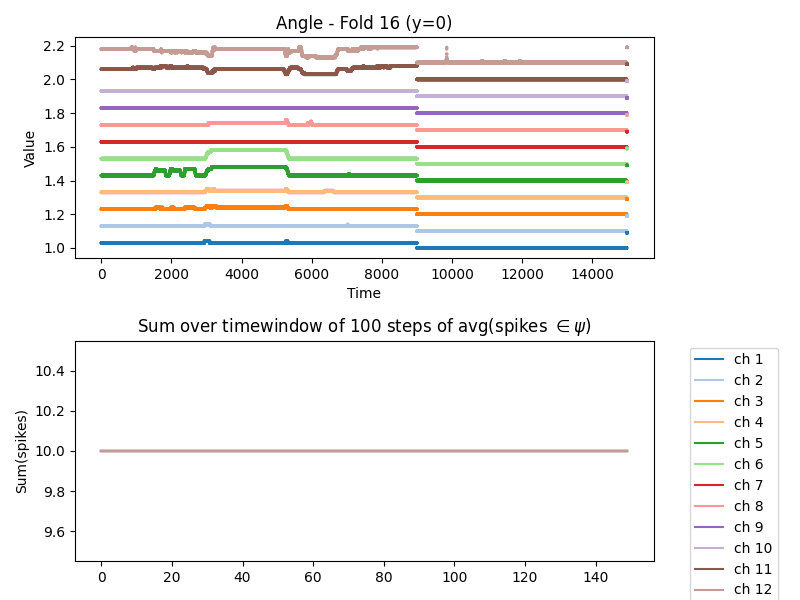 Angle - Fold 16 (y=0)
Value
2.2
2.0
1.8
1.6
1.4
1.2
1.0
0
2000
4000
6000
8000
10000
12000
14000
Time
Sum over timewindow of 100 steps of avg(spikes ∈ ψ)
Sum(spikes)
10.4
10.2
10.0
9.8
9.6
0
20
40
60
80
100
120
140
ch 1
ch 2
ch 3
ch 4
ch 5
ch 6
ch 7
ch 8
ch 9
ch 10
ch 11
ch 12